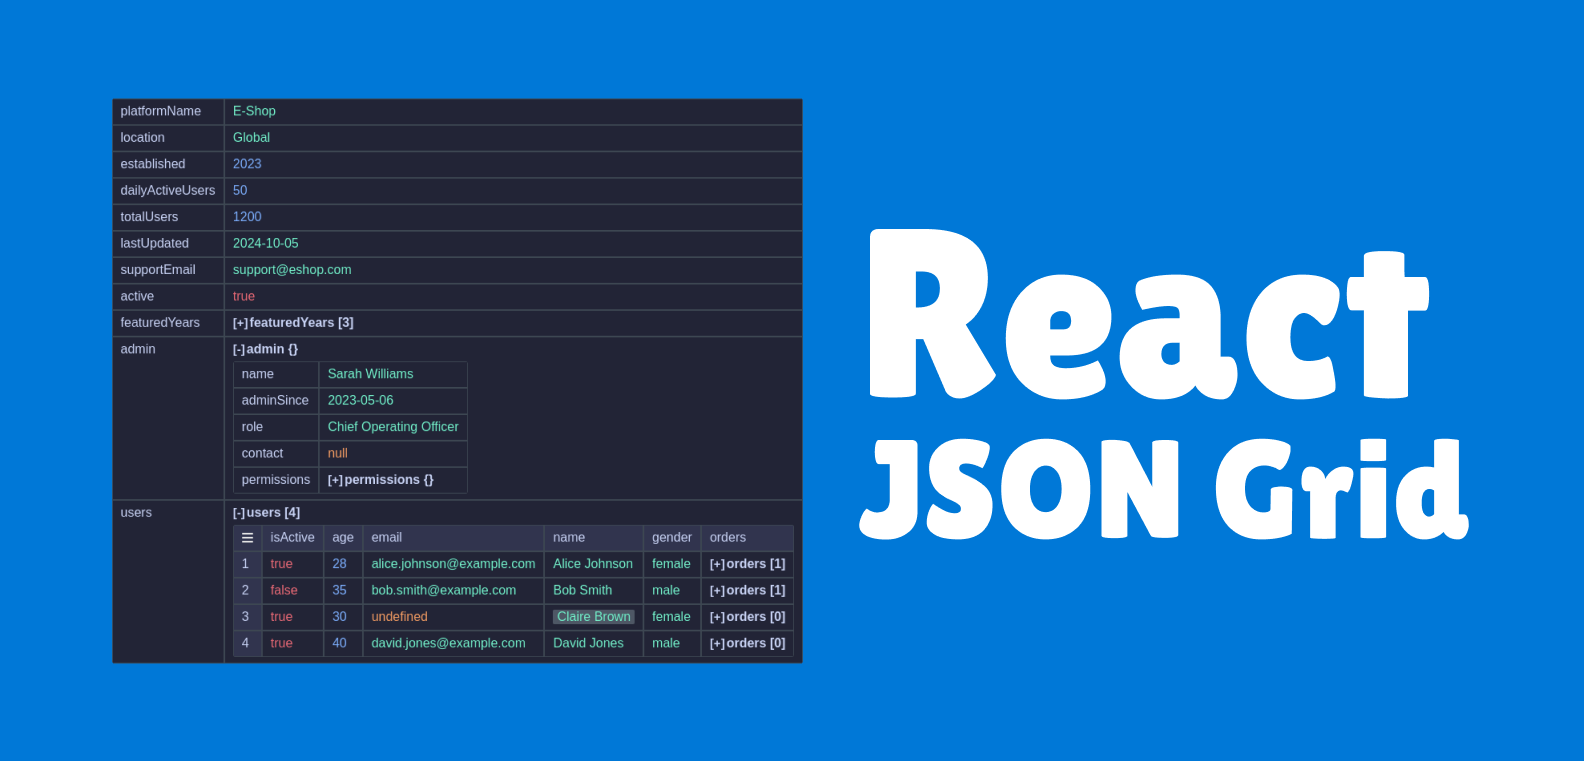 platformName E-Shop
location Global
established 2023
dailyActiveUsers 50
totalUsers 1200
lastUpdated 2024-10-05
supportEmail support@eshop.com
active true
featuredYears [+]featuredYears [3]
admin [-]admin {}
name Sarah Williams
adminSince 2023-05-06
role Chief Operating Officer
contact null
permissions [+]permissions {}
users [-]users [4]
isActive age email name gender orders
1 true 28 alice.johnson@example.com Alice Johnson female [+]orders [1]
2 false 35 bob.smith@example.com Bob Smith male [+]orders [1]
3 true 30 undefined Claire Brown female [+]orders [0]
4 true 40 david.jones@example.com David Jones male [+]orders [0]
React
JSON Grid